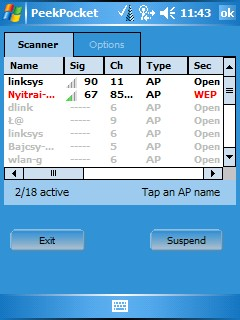 PeekPocket 11:43 ok
Scanner Options
Name Sig Ch Type Sec
linksys 90 11 AP Open
Nyitrai-... 67 85... AP WEP
dlink ----- 6 AP Open
Ł@ ----- 9 AP Open
linksys ----- 6 AP Open
Bajcsy-... ----- 6 AP Open
wlan-g ----- 6 AP Open
2/18 active Tap an AP name
Exit Suspend